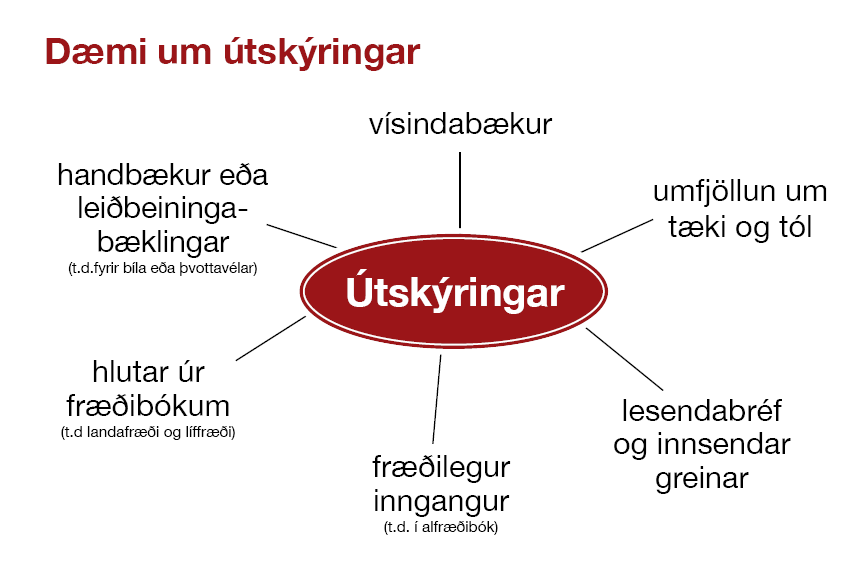 Dæmi um útskýringar
vísindabækur
handbækur eða
leiðbeininga-
bæklingar
(t.d.fyrir bíla eða þvottavélar)
umfjöllun um
tæki og tól
Útskýringar
hlutar úr
fræðibókum
(t.d landafræði og líffræði)
fræðilegur
inngangur
(t.d. í alfræðibók)
lesendabréf
og innsendar
greinar